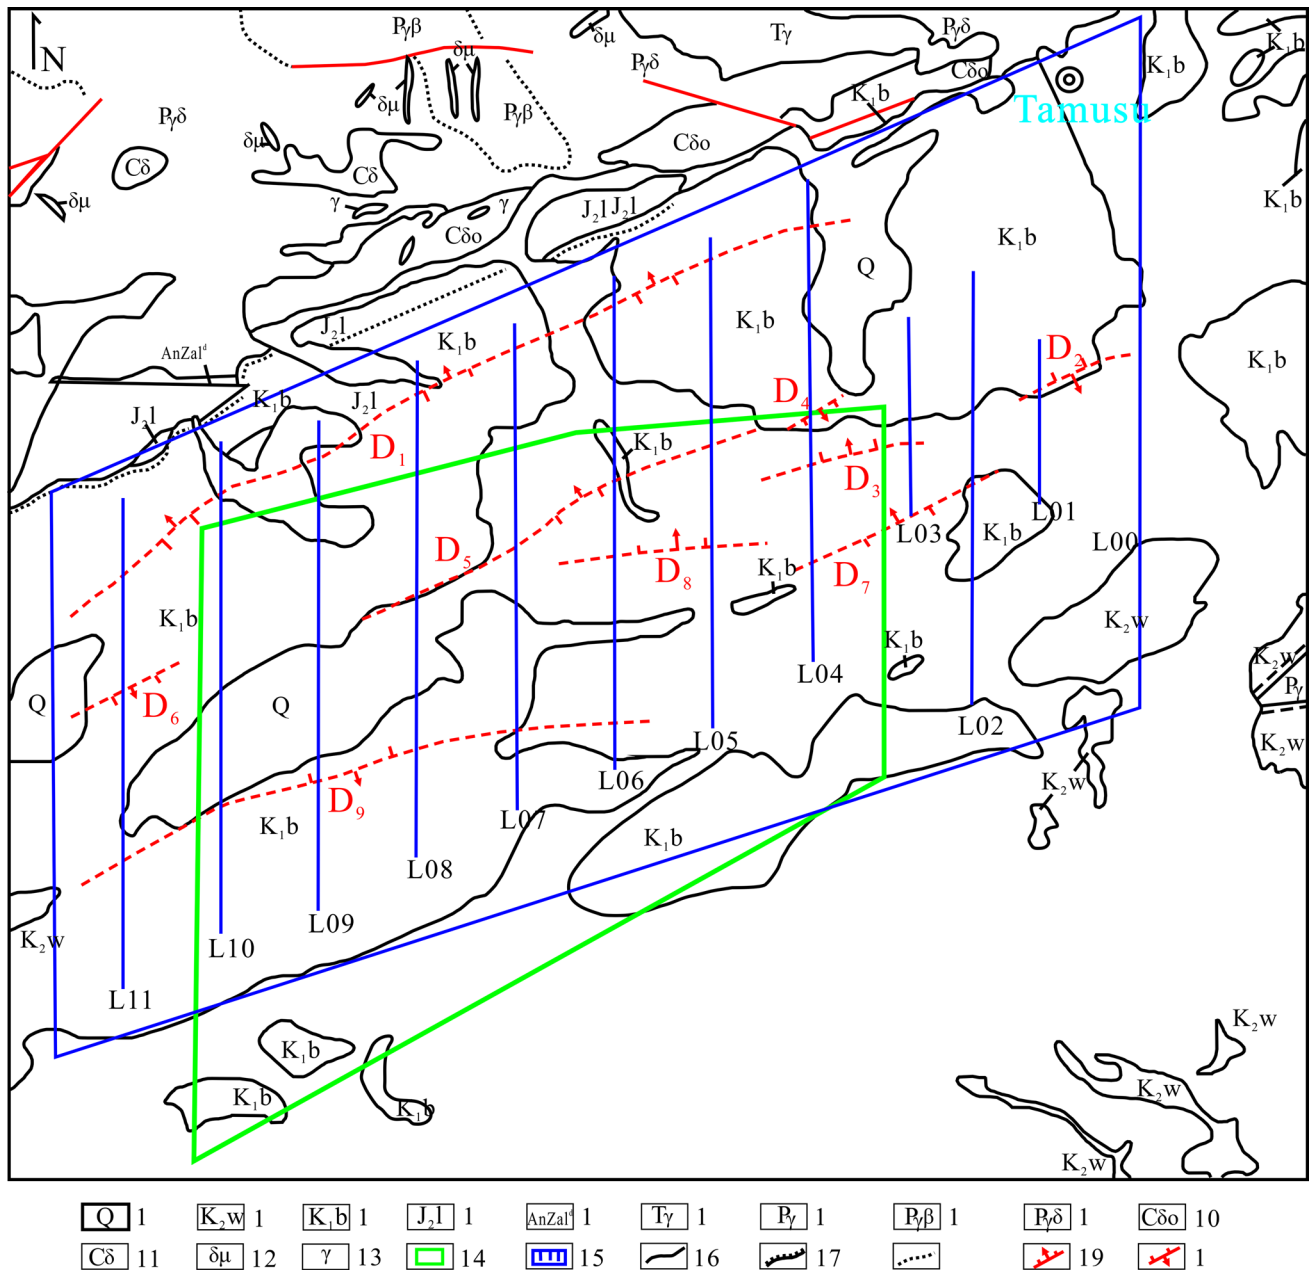 PγβTγPγδ
N δμ δμ K₁b
Pγδ Cδo K₁b
δμ K₁b Tamusu
Pγδ Pγβ
δμ Cδo
Cδ Cδ
δμ γ γ J₂l J₂l K₁b
Cδo K₁b
Q
J₂l K₁b K₁b
AnZalᵈ D₂ K₁b
K₁b J₂l D₄
J₂l D₁ K₁b
D₃
L03 K₁b L01
D₅ L00
D₈ K₁b D₇
K₁b K₂w
K₁b K₂w
L04 Pγ
Q D₆ Q
L02
L05 K₂w
L06 K₂w
D₉
K₁b L07 K₁b
L08
L09
K₂w L10
L11
K₂w
K₁b
K₁b K₁b K₂w
K₂w
Q 1 K₂w 1 K₁b 1 J₂l 1 AnZalᵈ 1 Tγ 1 Pγ 1 Pγβ 1 Pγδ 1 Cδo 10
Cδ 11 δμ 12 γ 13 14 15 16 17 19 1